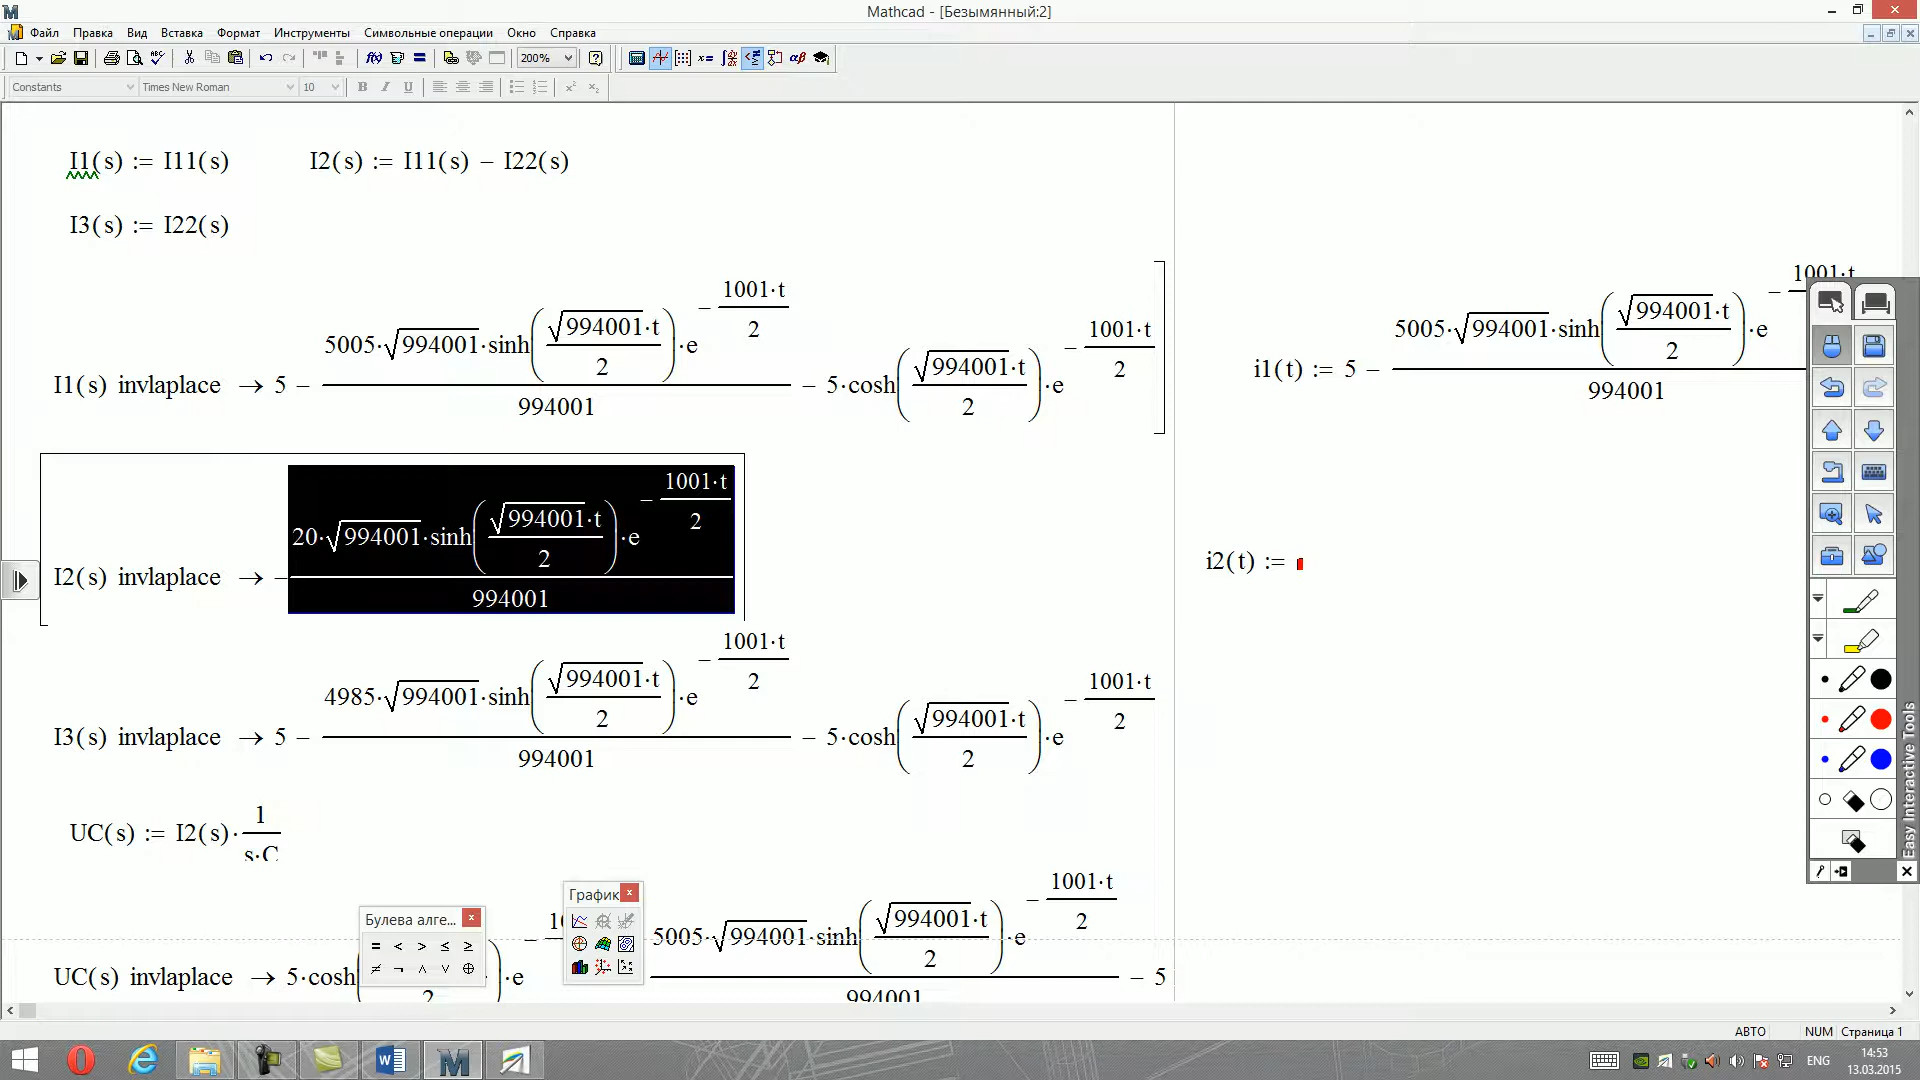 Mathcad - [Безымянный:2]
Файл Правка Вид Вставка Формат Инструменты Символьные операции Окно Справка
200%
Constants Times New Roman 10 B I U
I1(s) := I11(s) I2(s) := I11(s) − I22(s)
I3(s) := I22(s)
I1(s) invlaplace → 5 − (5005·√994001·sinh(√994001·t/2)·e^(−1001·t/2))/994001 − 5·cosh(√994001·t/2)·e^(−1001·t/2)
i1(t) := 5 − (5005·√994001·sinh(√994001·t/2)·e^(−1001·t
994001
I2(s) invlaplace → −(20·√994001·sinh(√994001·t/2)·e^(−1001·t/2))/994001
i2(t) :=
I3(s) invlaplace → 5 − (4985·√994001·sinh(√994001·t/2)·e^(−1001·t/2))/994001 − 5·cosh(√994001·t/2)·e^(−1001·t/2)
UC(s) := I2(s)·1/(s·C)
UC(s) invlaplace → 5·cosh( 2 )·e^(− 5005·√994001·sinh(√994001·t/2)·e^(−1001·t/2)/994001 − 5
Булева алге...
= < > ≤ ≥
≠ ¬ ∧ ∨ ⊕
График
Easy Interactive Tools
АВТО NUM Страница 1
ENG
14:53
13.03.2015